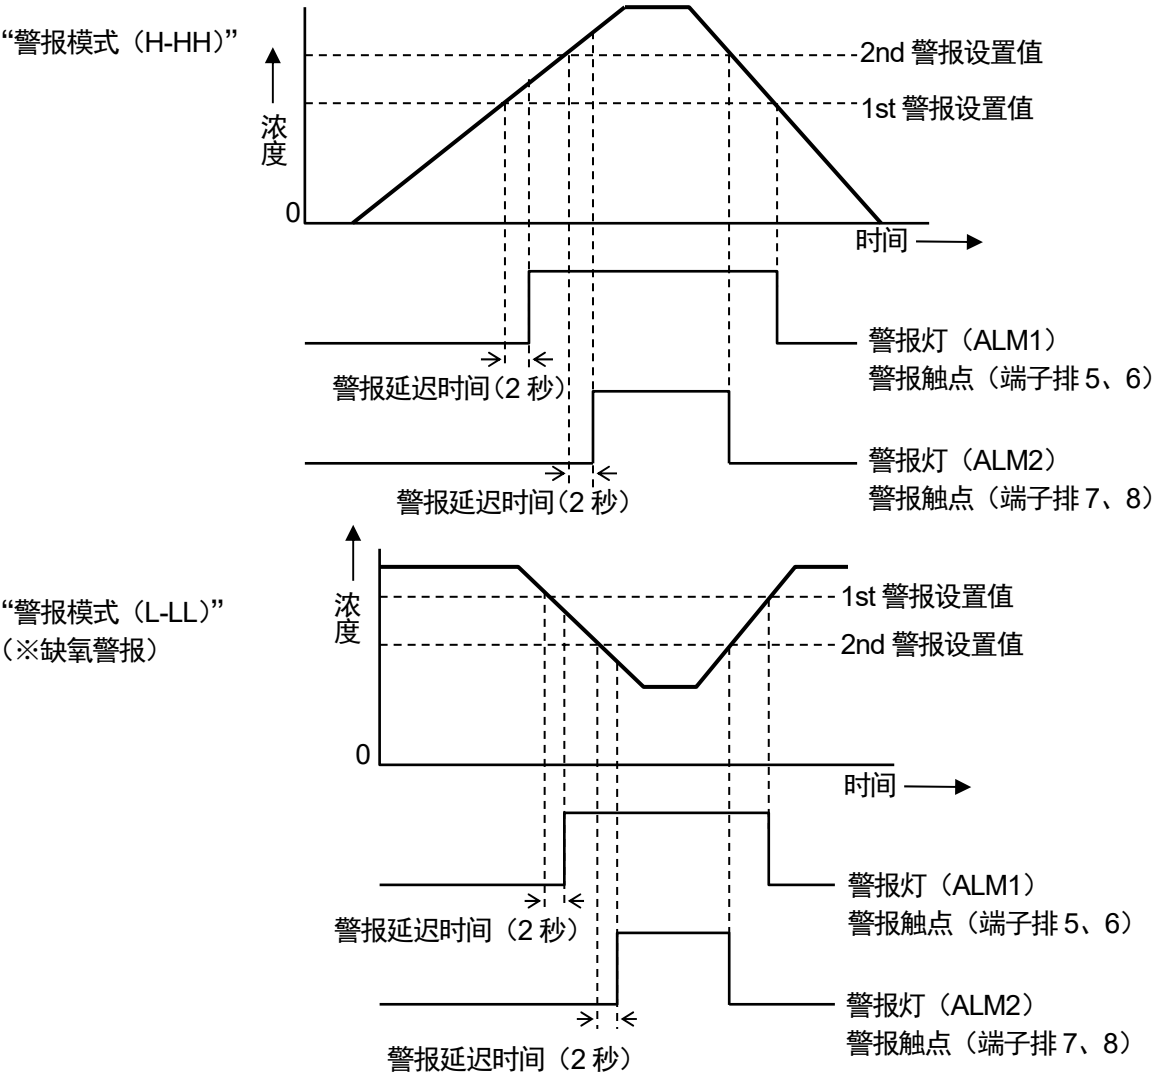 “警报模式（H-HH）”
浓度
2nd 警报设置值
1st 警报设置值
0
时间
警报灯（ALM1）
警报触点（端子排 5、6）
警报延迟时间（2 秒）
警报灯（ALM2）
警报触点（端子排 7、8）
警报延迟时间（2 秒）
“警报模式（L-LL）”
（※缺氧警报）
浓度
1st 警报设置值
2nd 警报设置值
0
时间
警报灯（ALM1）
警报触点（端子排 5、6）
警报延迟时间（2 秒）
警报灯（ALM2）
警报触点（端子排 7、8）
警报延迟时间（2 秒）